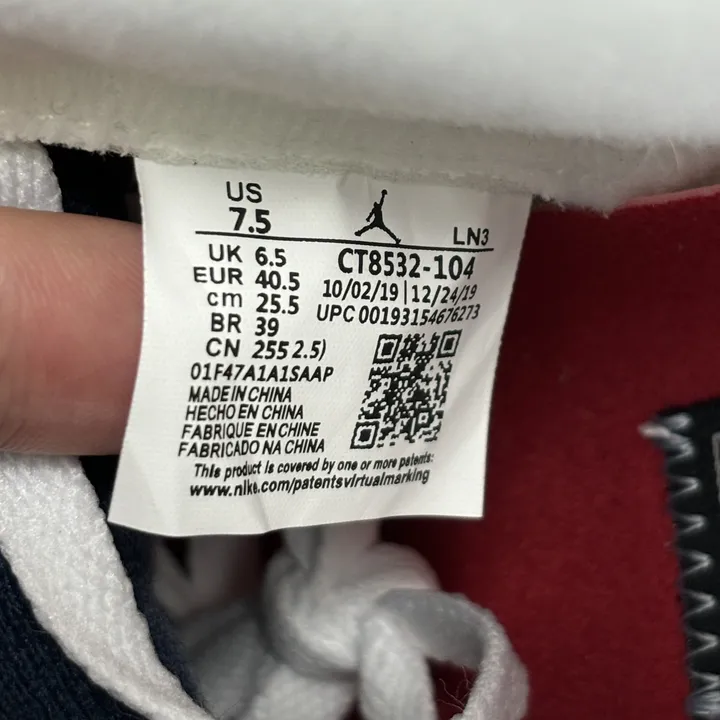 US
7.5
LN3
UK 6.5
EUR 40.5
cm 25.5
BR 39
CN 255 2.5)
CT8532-104
10/02/19|12/24/19
UPC 00193154676273
01F47A1A1SAAP
MADE IN CHINA
HECHO EN CHINA
FABRIQUE EN CHINE
FABRICADO NA CHINA
This product is covered by one or more patents:
www.nike.com/patentsvirtualmarking